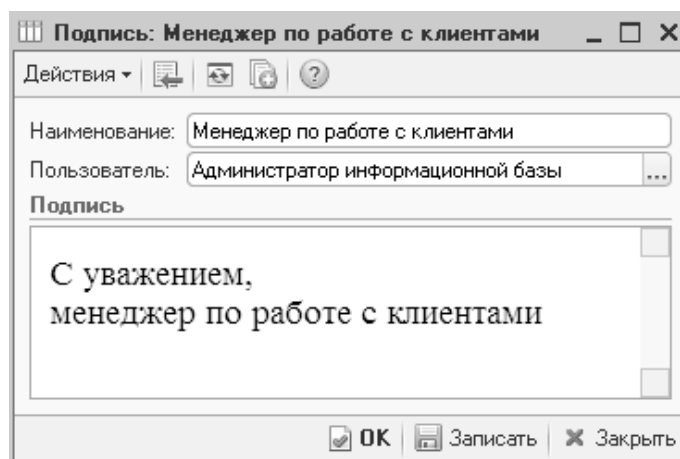 Подпись: Менеджер по работе с клиентами
Действия
Наименование: Менеджер по работе с клиентами
Пользователь: Администратор информационной базы ...
Подпись
С уважением,
менеджер по работе с клиентами
OK Записать Закрыть